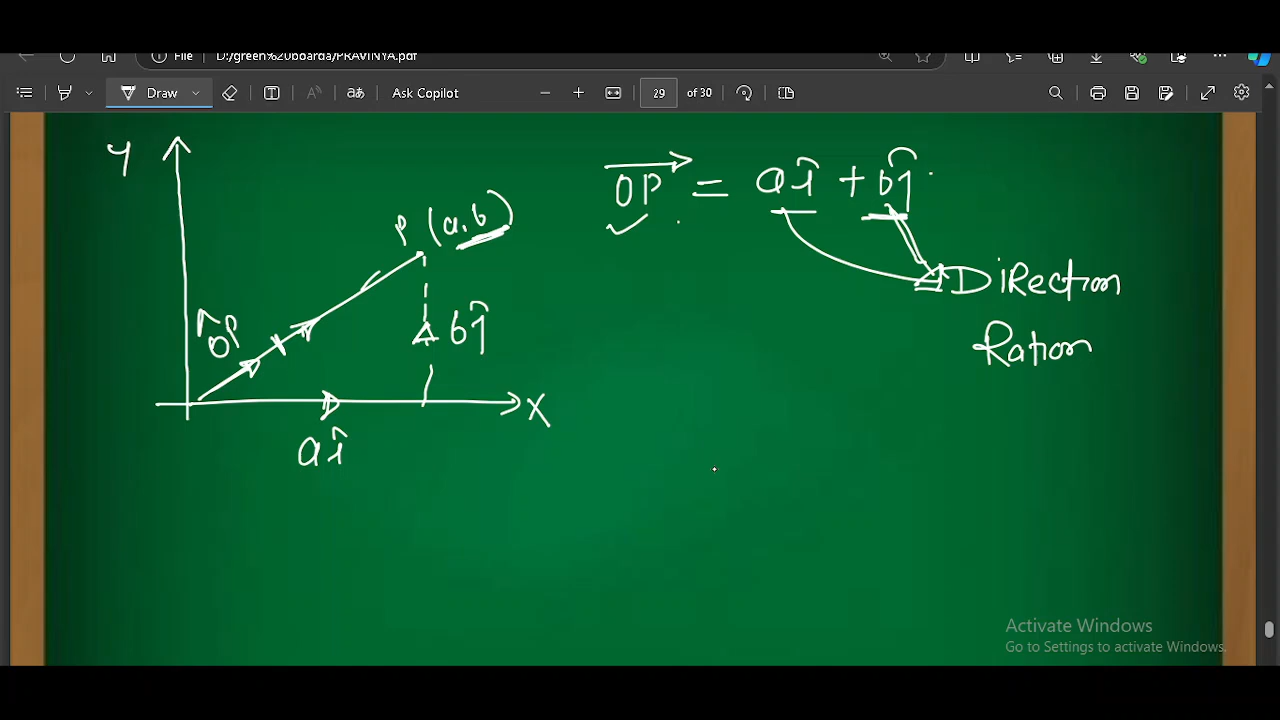 File D:/green%20boarda/PRAVINYA.pdf
Draw Ask Copilot 29 of 30
Y
P (a,b)
OP = aî + bĵ
Direction
Ration
OP
bĵ
X
aî
Activate Windows
Go to Settings to activate Windows.